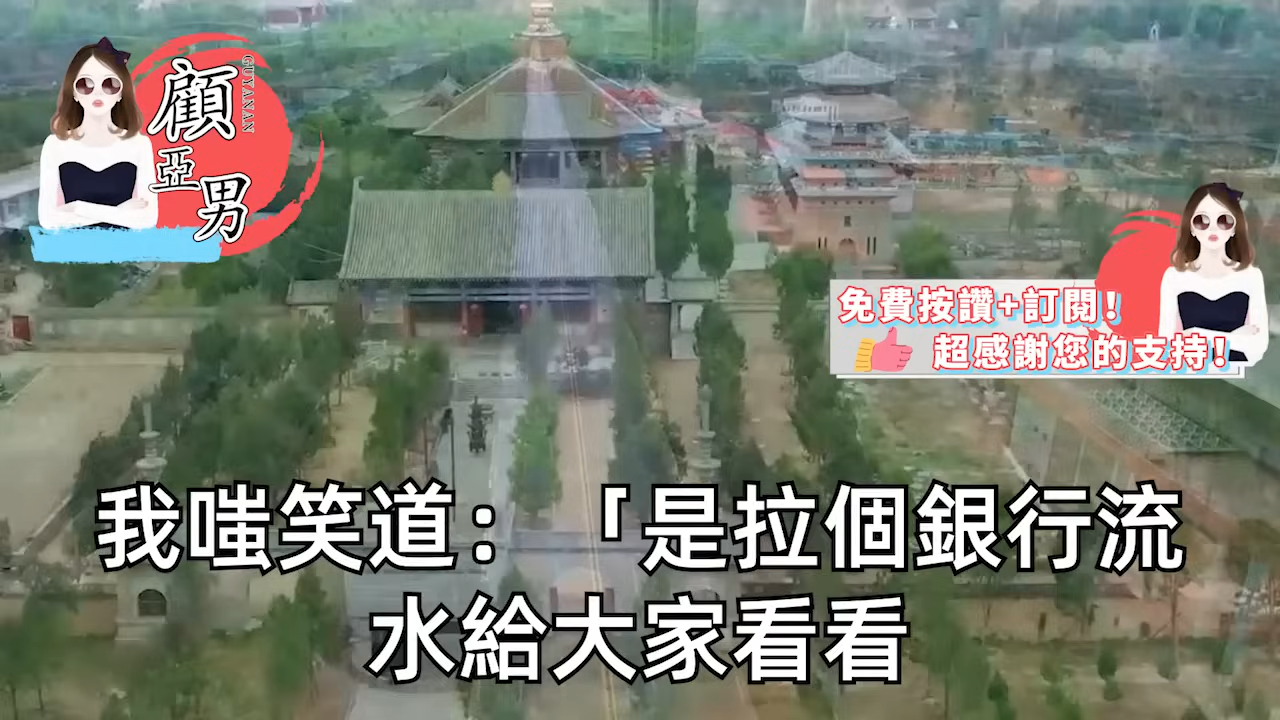 顧亞男
GUYANAN
免費按讚+訂閱!
超感謝您的支持!
我嗤笑道:「是拉個銀行流
水給大家看看